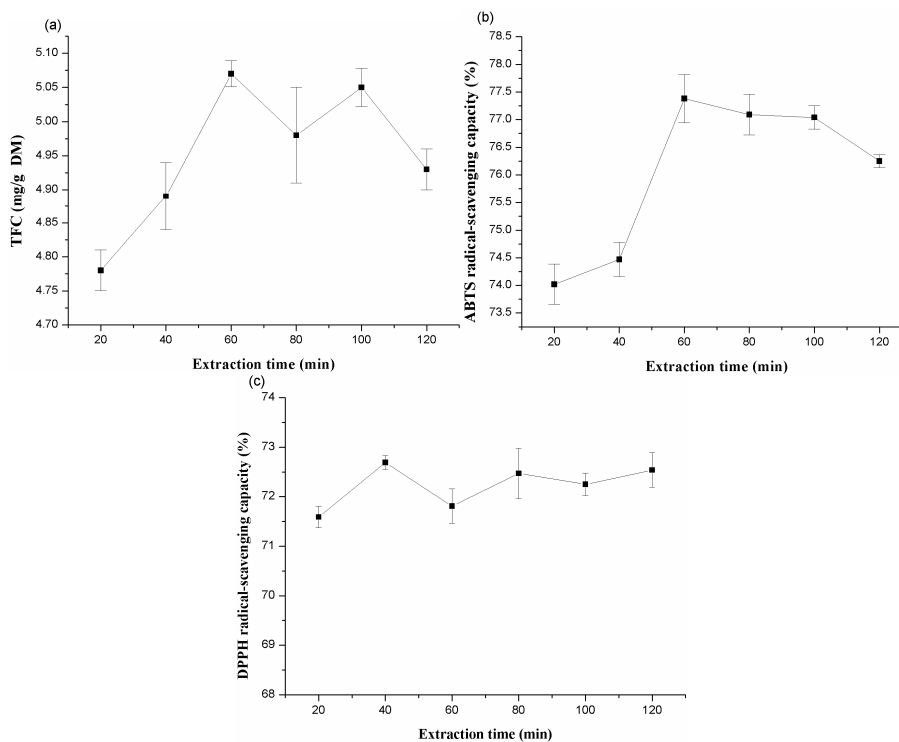 (a)
5.10
5.05
5.00
4.95
4.90
4.85
4.80
4.75
4.70
TFC (mg/g DM)
20 40 60 80 100 120
Extraction time (min)
(b)
78.5
78.0
77.5
77.0
76.5
76.0
75.5
75.0
74.5
74.0
73.5
ABTS radical-scavenging capacity (%)
20 40 60 80 100 120
Extraction time (min)
(c)
74
73
72
71
70
69
68
DPPH radical-scavenging capacity (%)
20 40 60 80 100 120
Extraction time (min)